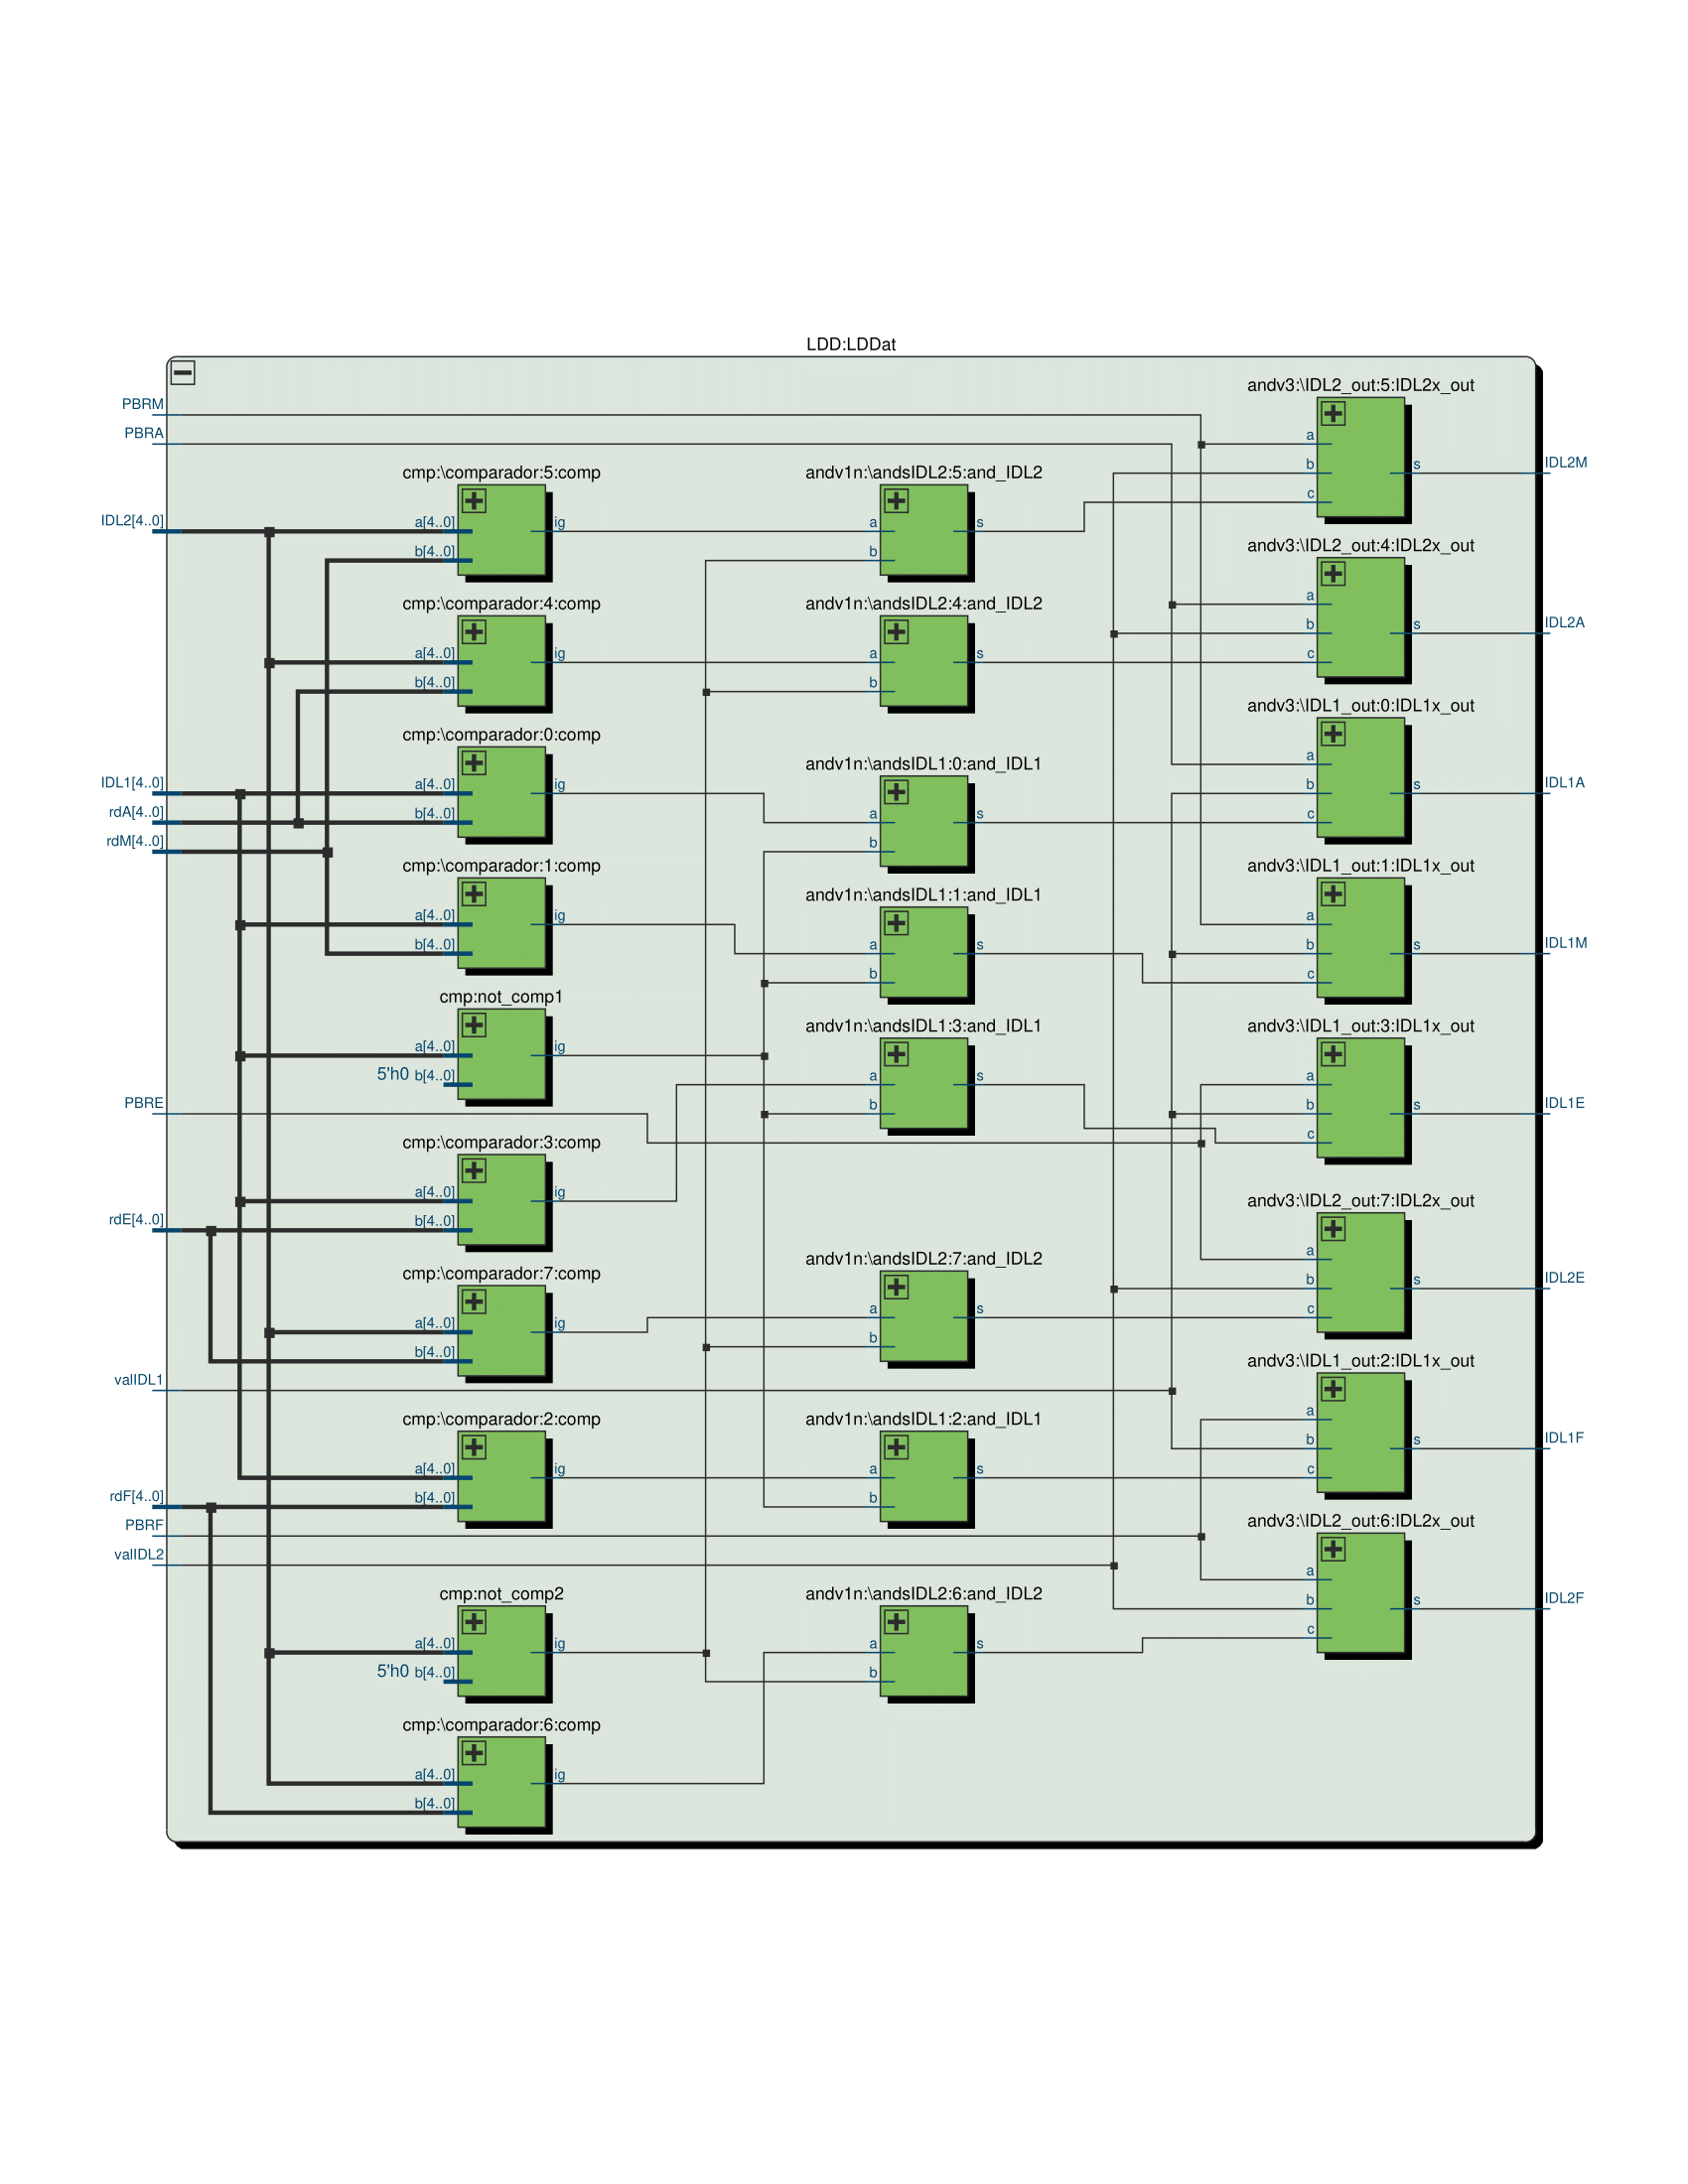 LDD:LDDat
PBRM
PBRA
IDL2[4..0]
IDL1[4..0]
rdA[4..0]
rdM[4..0]
PBRE
rdE[4..0]
valIDL1
rdF[4..0]
PBRF
valIDL2
cmp:\comparador:5:comp
a[4..0]
b[4..0]
ig
cmp:\comparador:4:comp
a[4..0]
b[4..0]
ig
cmp:\comparador:0:comp
a[4..0]
b[4..0]
ig
cmp:\comparador:1:comp
a[4..0]
b[4..0]
ig
cmp:not_comp1
a[4..0]
5'h0 b[4..0]
ig
cmp:\comparador:3:comp
a[4..0]
b[4..0]
ig
cmp:\comparador:7:comp
a[4..0]
b[4..0]
ig
cmp:\comparador:2:comp
a[4..0]
b[4..0]
ig
cmp:not_comp2
a[4..0]
5'h0 b[4..0]
ig
cmp:\comparador:6:comp
a[4..0]
b[4..0]
ig
andv1n:\andsIDL2:5:and_IDL2
a
b
s
andv1n:\andsIDL2:4:and_IDL2
a
b
s
andv1n:\andsIDL1:0:and_IDL1
a
b
s
andv1n:\andsIDL1:1:and_IDL1
a
b
s
andv1n:\andsIDL1:3:and_IDL1
a
b
s
andv1n:\andsIDL2:7:and_IDL2
a
b
s
andv1n:\andsIDL1:2:and_IDL1
a
b
s
andv1n:\andsIDL2:6:and_IDL2
a
b
s
andv3:\IDL2_out:5:IDL2x_out
a
b
c
s
IDL2M
andv3:\IDL2_out:4:IDL2x_out
a
b
c
s
IDL2A
andv3:\IDL1_out:0:IDL1x_out
a
b
c
s
IDL1A
andv3:\IDL1_out:1:IDL1x_out
a
b
c
s
IDL1M
andv3:\IDL1_out:3:IDL1x_out
a
b
c
s
IDL1E
andv3:\IDL2_out:7:IDL2x_out
a
b
c
s
IDL2E
andv3:\IDL1_out:2:IDL1x_out
a
b
c
s
IDL1F
andv3:\IDL2_out:6:IDL2x_out
a
b
c
s
IDL2F